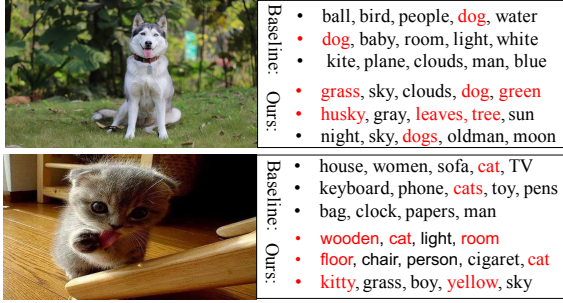 Baseline:
• ball, bird, people, dog, water
• dog, baby, room, light, white
• kite, plane, clouds, man, blue
Ours:
• grass, sky, clouds, dog, green
• husky, gray, leaves, tree, sun
• night, sky, dogs, oldman, moon
Baseline:
• house, women, sofa, cat, TV
• keyboard, phone, cats, toy, pens
• bag, clock, papers, man
Ours:
• wooden, cat, light, room
• floor, chair, person, cigaret, cat
• kitty, grass, boy, yellow, sky